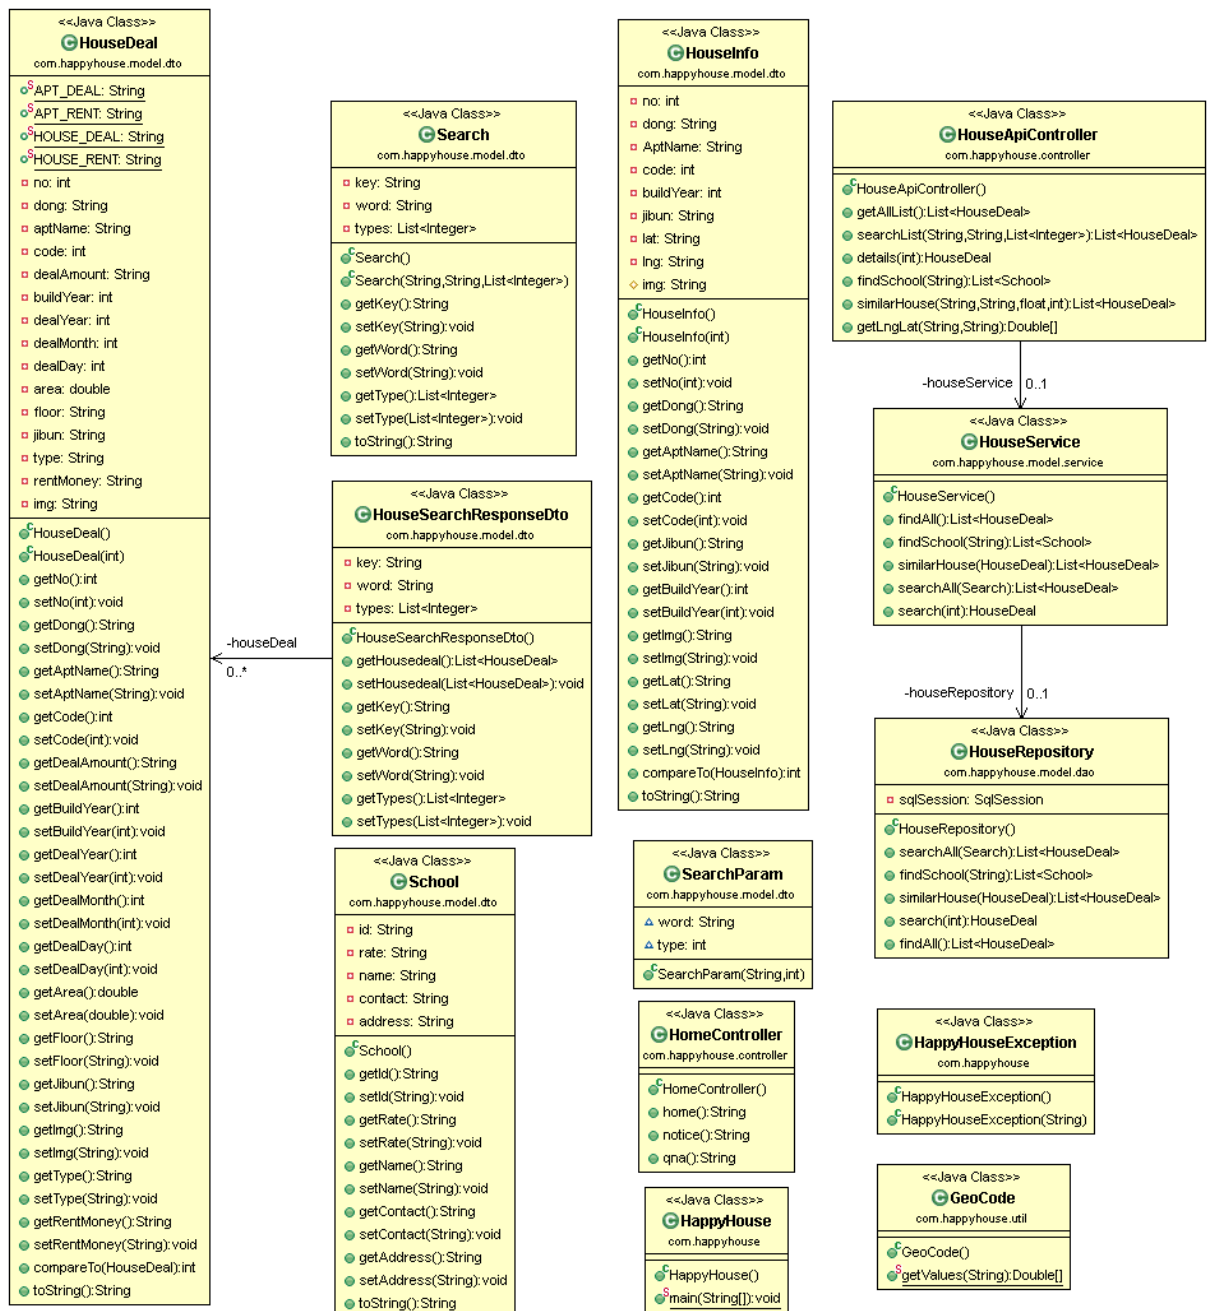 <<Java Class>>
HouseDeal
com.happyhouse.model.dto
APT_DEAL: String
APT_RENT: String
HOUSE_DEAL: String
HOUSE_RENT: String
no: int
dong: String
aptName: String
code: int
dealAmount: String
buildYear: int
dealYear: int
dealMonth: int
dealDay: int
area: double
floor: String
jibun: String
type: String
rentMoney: String
img: String
HouseDeal()
HouseDeal(int)
getNo():int
setNo(int):void
getDong():String
setDong(String):void
getAptName():String
setAptName(String):void
getCode():int
setCode(int):void
getDealAmount():String
setDealAmount(String):void
getBuildYear():int
setBuildYear(int):void
getDealYear():int
setDealYear(int):void
getDealMonth():int
setDealMonth(int):void
getDealDay():int
setDealDay(int):void
getArea():double
setArea(double):void
getFloor():String
setFloor(String):void
getJibun():String
setJibun(String):void
getImg():String
setImg(String):void
getType():String
setType(String):void
getRentMoney():String
setRentMoney(String):void
compareTo(HouseDeal):int
toString():String
<<Java Class>>
Search
com.happyhouse.model.dto
key: String
word: String
types: List<Integer>
Search()
Search(String,String,List<Integer>)
getKey():String
setKey(String):void
getWord():String
setWord(String):void
getType():List<Integer>
setType(List<Integer>):void
toString():String
<<Java Class>>
HouseSearchResponseDto
com.happyhouse.model.dto
key: String
word: String
types: List<Integer>
HouseSearchResponseDto()
getHousedeal():List<HouseDeal>
setHousedeal(List<HouseDeal>):void
getKey():String
setKey(String):void
getWord():String
setWord(String):void
getTypes():List<Integer>
setTypes(List<Integer>):void
-houseDeal
0..*
<<Java Class>>
School
com.happyhouse.model.dto
id: String
rate: String
name: String
contact: String
address: String
School()
getId():String
setId(String):void
getRate():String
setRate(String):void
getName():String
setName(String):void
getContact():String
setContact(String):void
getAddress():String
setAddress(String):void
toString():String
<<Java Class>>
HouseInfo
com.happyhouse.model.dto
no: int
dong: String
AptName: String
code: int
buildYear: int
jibun: String
lat: String
lng: String
img: String
HouseInfo()
HouseInfo(int)
getNo():int
setNo(int):void
getDong():String
setDong(String):void
getAptName():String
setAptName(String):void
getCode():int
setCode(int):void
getJibun():String
setJibun(String):void
getBuildYear():int
setBuildYear(int):void
getImg():String
setImg(String):void
getLat():String
setLat(String):void
getLng():String
setLng(String):void
compareTo(HouseInfo):int
toString():String
<<Java Class>>
SearchParam
com.happyhouse.model.dto
word: String
type: int
SearchParam(String,int)
<<Java Class>>
HomeController
com.happyhouse.controller
HomeController()
home():String
notice():String
qna():String
<<Java Class>>
HappyHouse
com.happyhouse
HappyHouse()
main(String[]):void
<<Java Class>>
HouseApiController
com.happyhouse.controller
HouseApiController()
getAllList():List<HouseDeal>
searchList(String,String,List<Integer>):List<HouseDeal>
details(int):HouseDeal
findSchool(String):List<School>
similarHouse(String,String,float,int):List<HouseDeal>
getLngLat(String,String):Double[]
-houseService
0..1
<<Java Class>>
HouseService
com.happyhouse.model.service
HouseService()
findAll():List<HouseDeal>
findSchool(String):List<School>
similarHouse(HouseDeal):List<HouseDeal>
searchAll(Search):List<HouseDeal>
search(int):HouseDeal
-houseRepository
0..1
<<Java Class>>
HouseRepository
com.happyhouse.model.dao
sqlSession: SqlSession
HouseRepository()
searchAll(Search):List<HouseDeal>
findSchool(String):List<School>
similarHouse(HouseDeal):List<HouseDeal>
search(int):HouseDeal
findAll():List<HouseDeal>
<<Java Class>>
HappyHouseException
com.happyhouse
HappyHouseException()
HappyHouseException(String)
<<Java Class>>
GeoCode
com.happyhouse.util
GeoCode()
getValues(String):Double[]